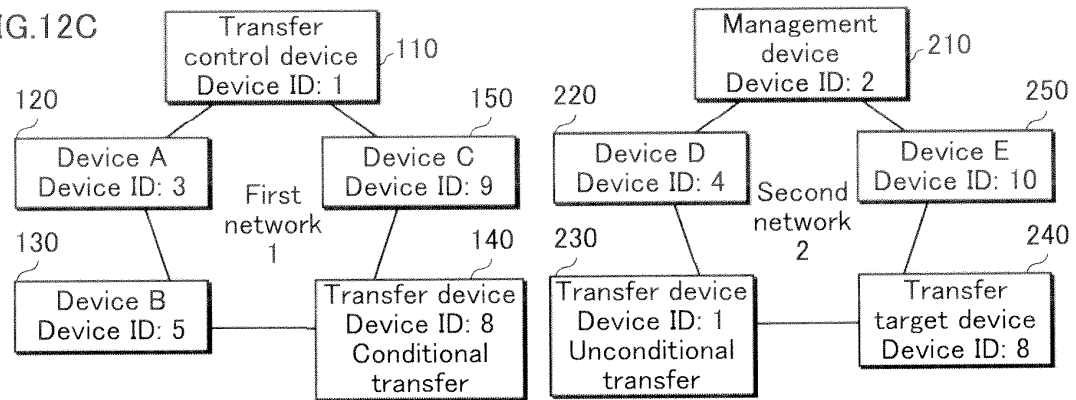 IG.12C
Transfer
control device
Device ID: 1
110
Management
device
Device ID: 2
210
120
Device A
Device ID: 3
150
Device C
Device ID: 9
220
Device D
Device ID: 4
250
Device E
Device ID: 10
First
network
1
Second
network
2
130
Device B
Device ID: 5
140
Transfer device
Device ID: 8
Conditional
transfer
230
Transfer device
Device ID: 1
Unconditional
transfer
240
Transfer
target device
Device ID: 8